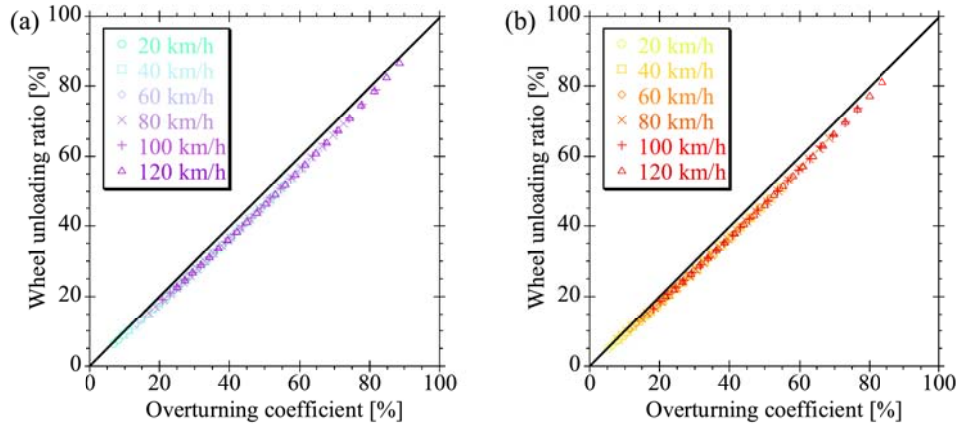 (a)
Wheel unloading ratio [%]
100
80
60
40
20
0
20 km/h
40 km/h
60 km/h
80 km/h
100 km/h
120 km/h
0 20 40 60 80 100
Overturning coefficient [%]
(b)
Wheel unloading ratio [%]
100
80
60
40
20
0
20 km/h
40 km/h
60 km/h
80 km/h
100 km/h
120 km/h
0 20 40 60 80 100
Overturning coefficient [%]